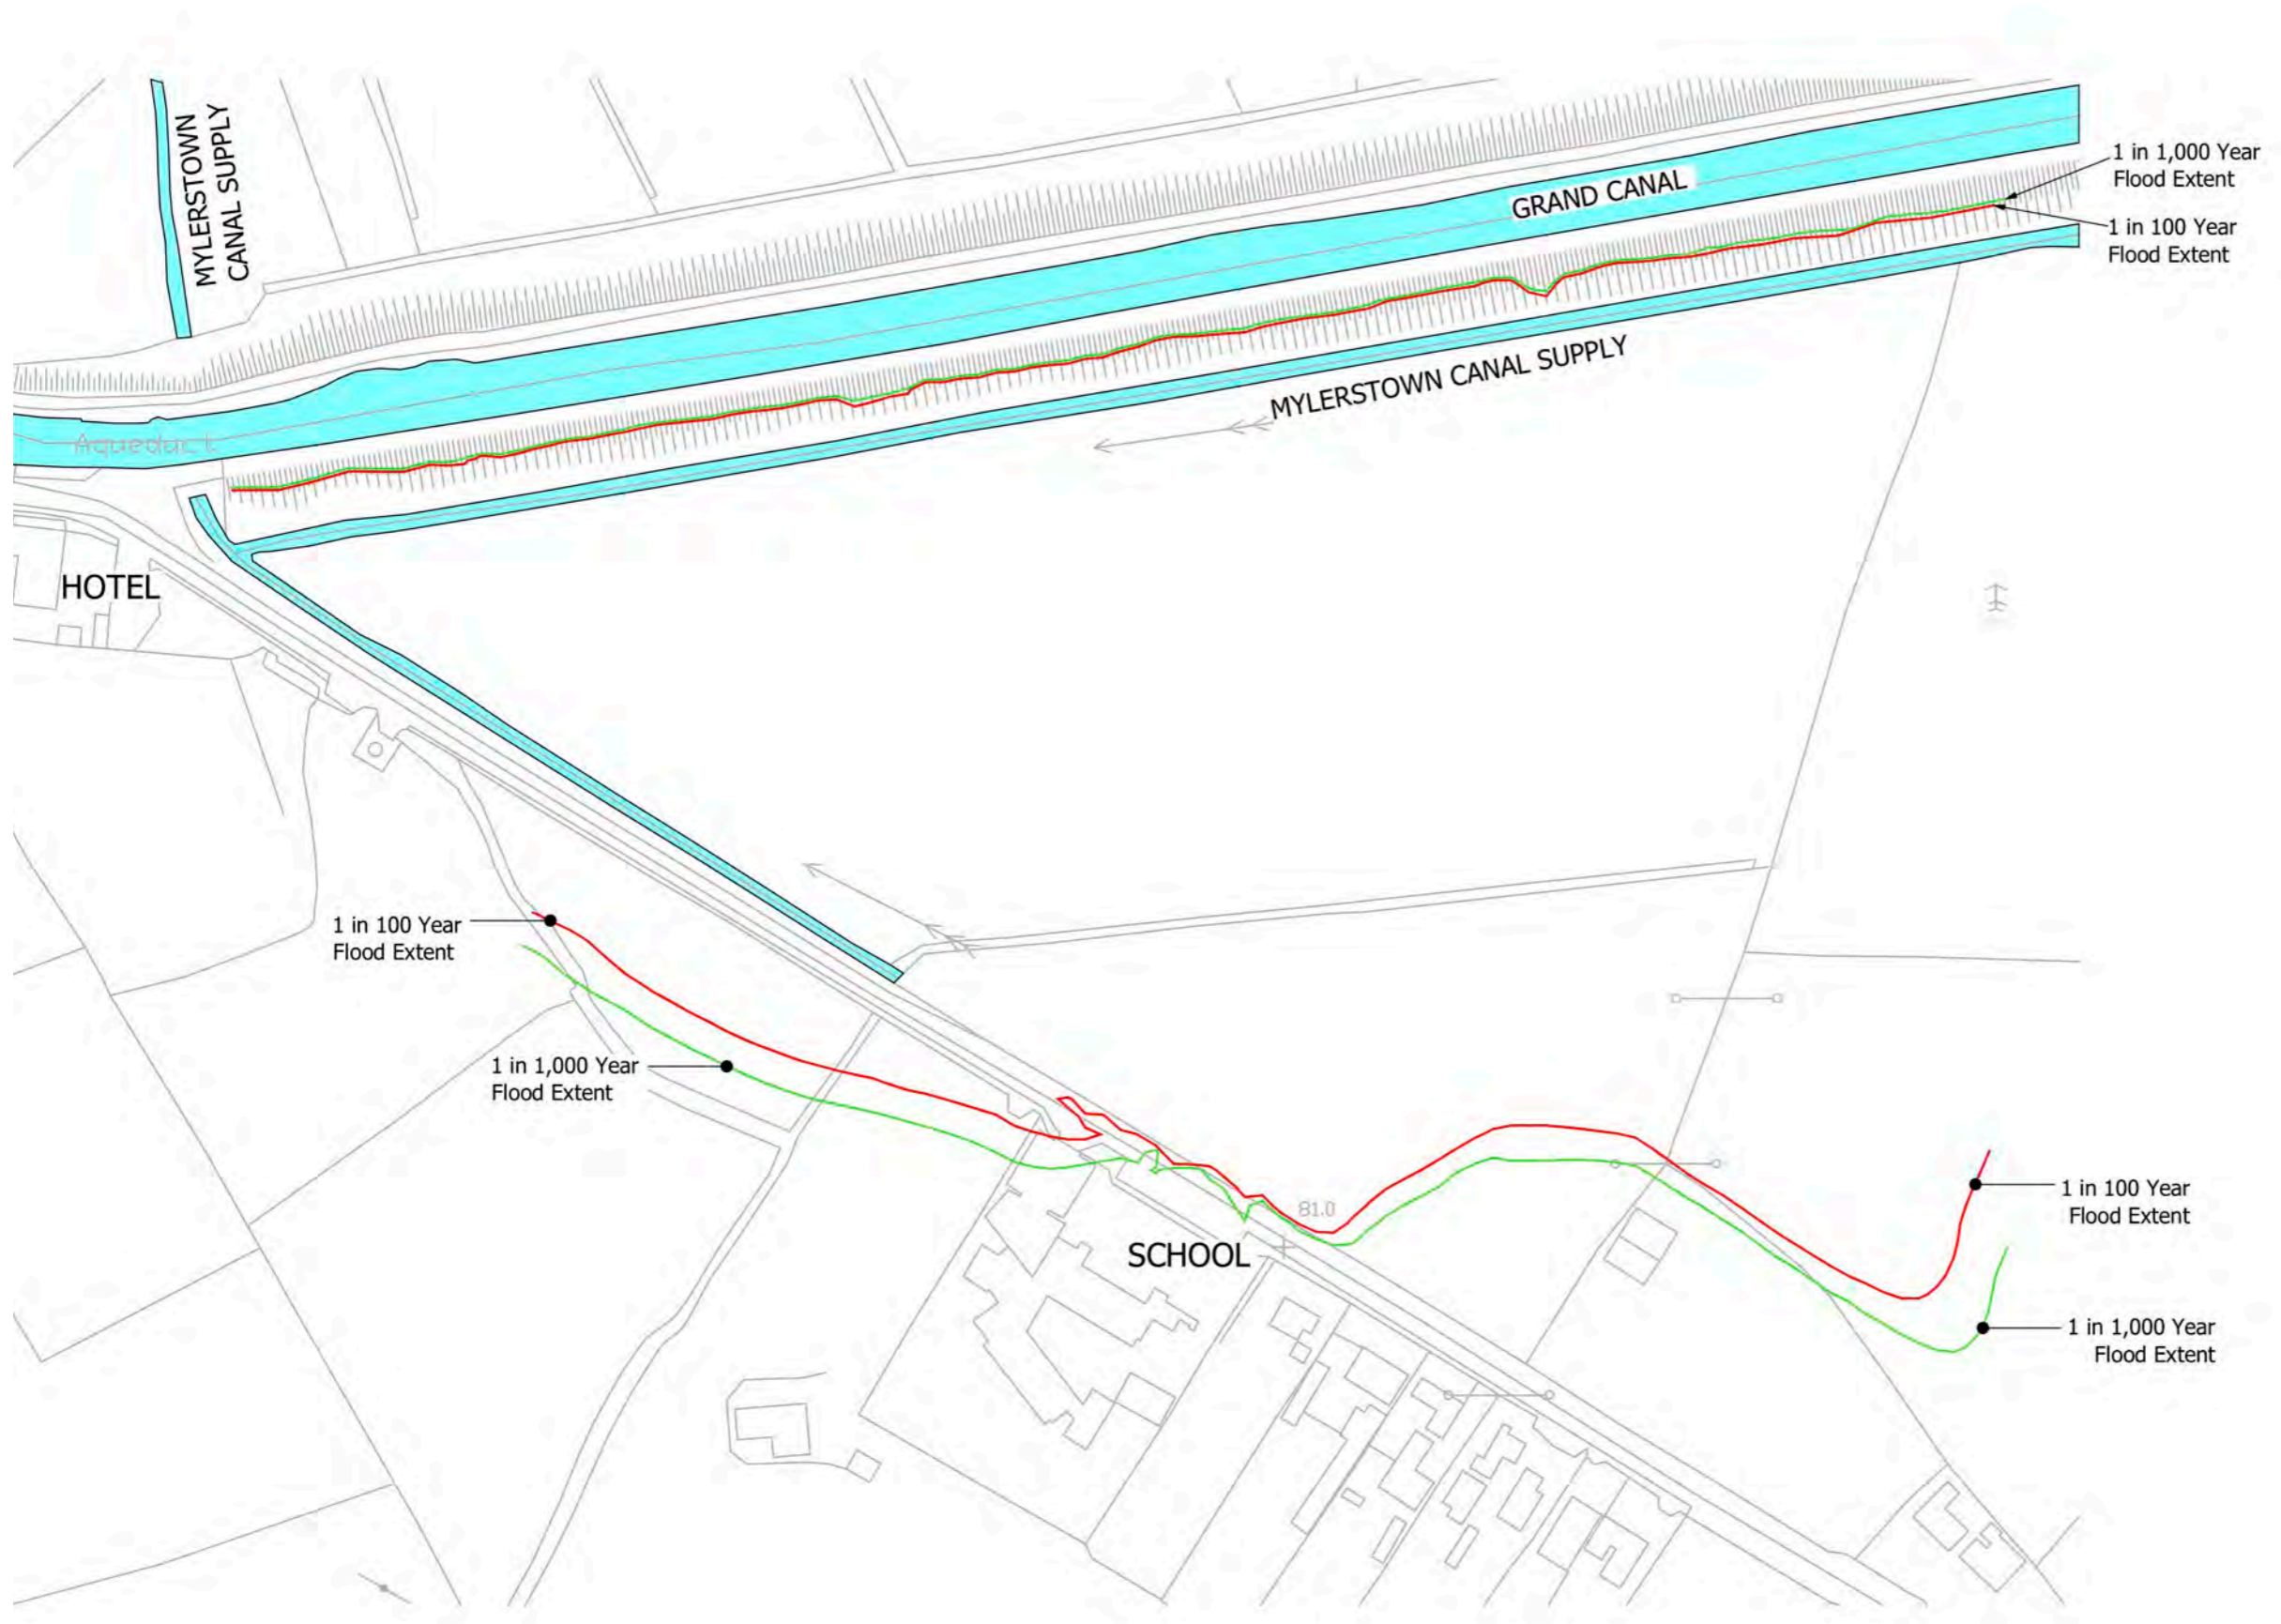 MYLERSTOWN
CANAL SUPPLY
1 in 1,000 Year
Flood Extent
GRAND CANAL
1 in 100 Year
Flood Extent
MYLERSTOWN CANAL SUPPLY
Aqueduct
HOTEL
1 in 100 Year
Flood Extent
1 in 1,000 Year
Flood Extent
81.0
SCHOOL
1 in 100 Year
Flood Extent
1 in 1,000 Year
Flood Extent